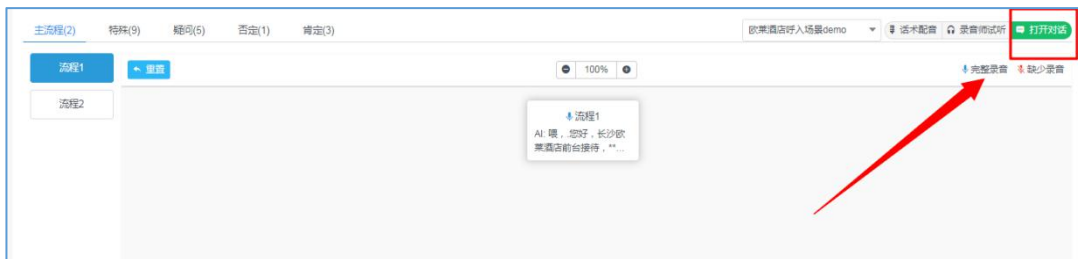 主流程(2) 特殊(9) 疑问(5) 否定(1) 肯定(3) 欧莱酒店呼入场景demo 话术配音 录音师试听 打开对话
流程1 重置 100% 完整录音 缺少录音
流程2
流程1
AI: 喂，.您好，长沙欧
莱酒店前台接待，**...